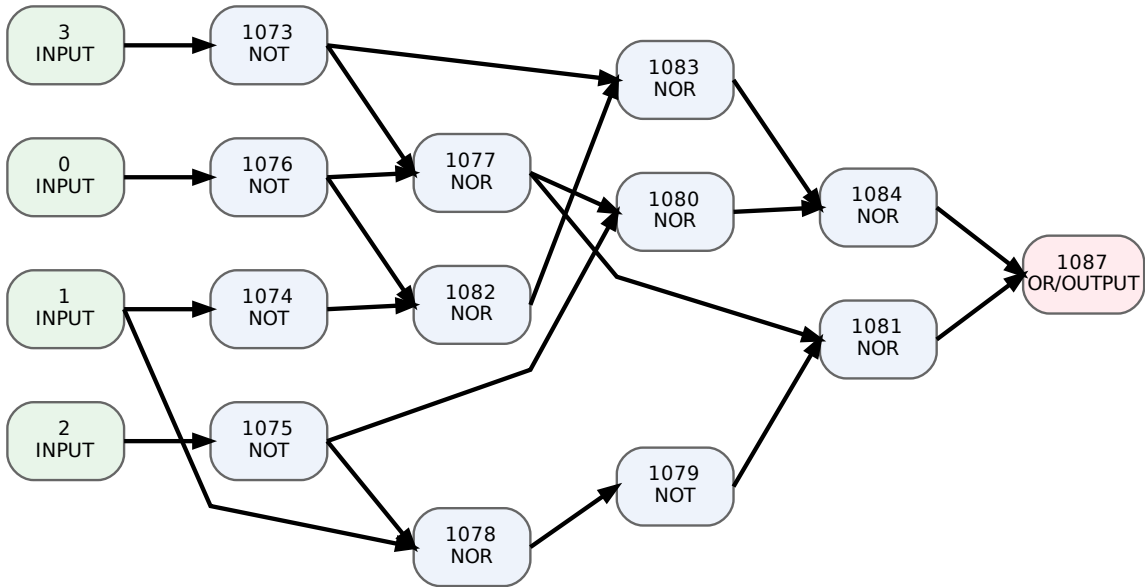 3
INPUT
1073
NOT
1083
NOR
0
INPUT
1076
NOT
1077
NOR
1080
NOR
1084
NOR
1087
OR/OUTPUT
1
INPUT
1074
NOT
1082
NOR
1081
NOR
2
INPUT
1075
NOT
1079
NOT
1078
NOR